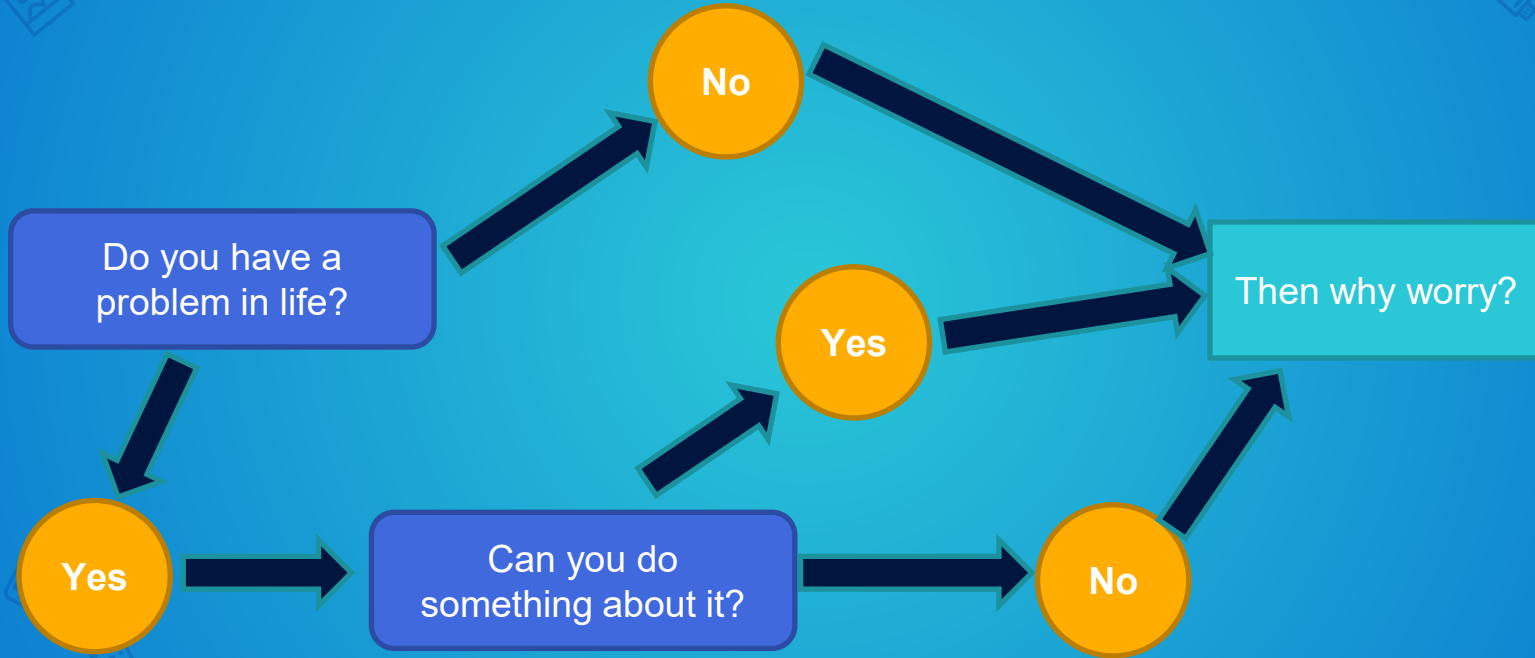 No
Do you have a
problem in life?
Then why worry?
Yes
Yes
Can you do
something about it?
No